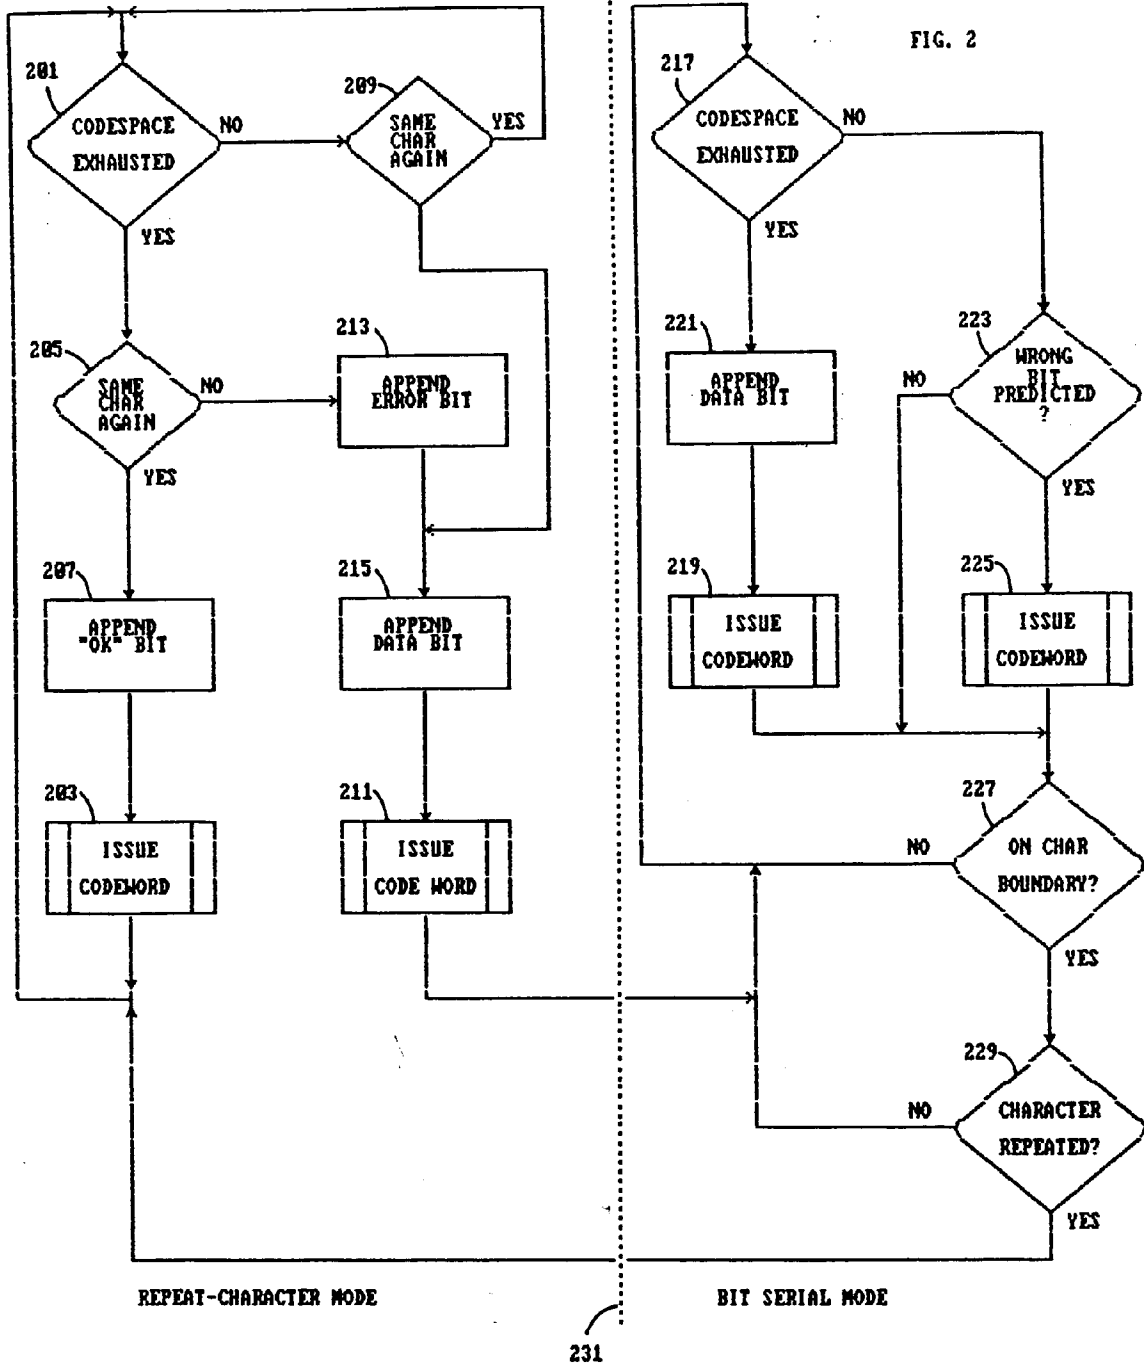 FIG. 2
201
CODESPACE
EXHAUSTED
NO
YES
209
SAME
CHAR
AGAIN
YES
205
SAME
CHAR
AGAIN
NO
YES
213
APPEND
ERROR BIT
207
APPEND
"OK" BIT
215
APPEND
DATA BIT
203
ISSUE
CODEWORD
211
ISSUE
CODE WORD
217
CODESPACE
EXHAUSTED
NO
YES
221
APPEND
DATA BIT
223
WRONG
BIT
PREDICTED
?
NO
YES
219
ISSUE
CODEWORD
225
ISSUE
CODEWORD
227
ON CHAR
BOUNDARY?
NO
YES
229
CHARACTER
REPEATED?
NO
YES
REPEAT-CHARACTER MODE
BIT SERIAL MODE
231